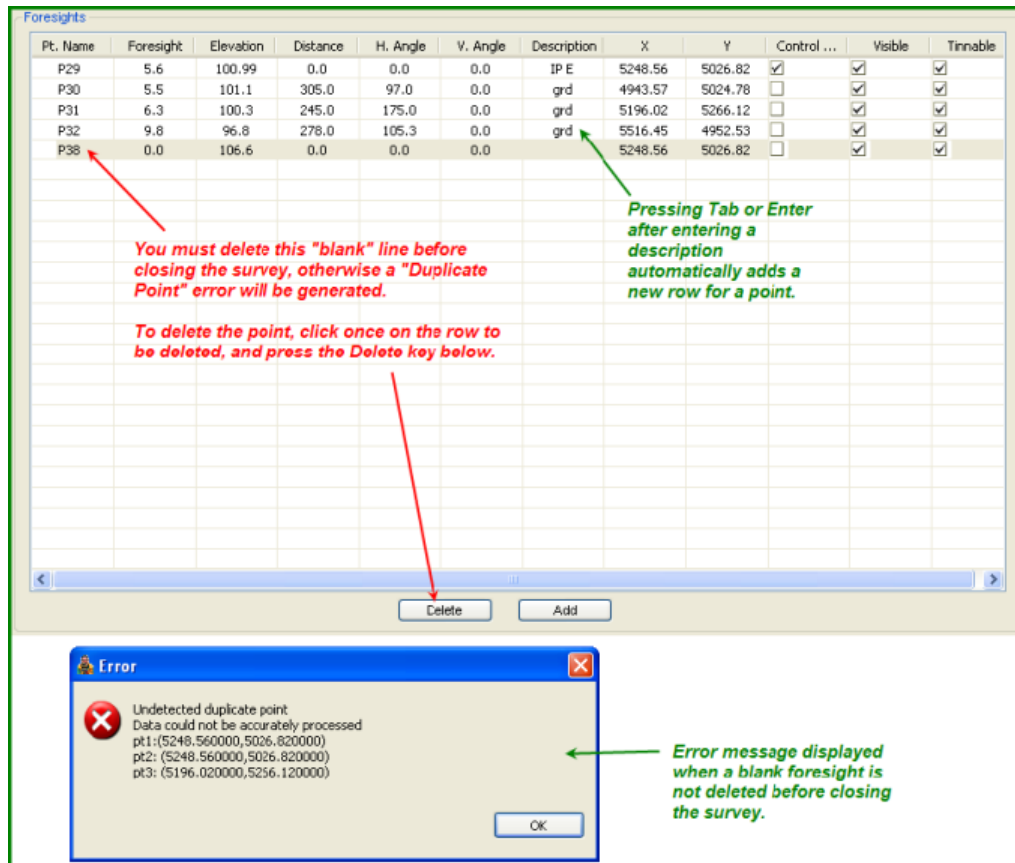 Foresights
Pt. Name Foresight Elevation Distance H. Angle V. Angle Description X Y Control ... Visible Tinnable
P29 5.6 100.99 0.0 0.0 0.0 IP E 5248.56 5026.82
P30 5.5 101.1 305.0 97.0 0.0 grd 4943.57 5024.78
P31 6.3 100.3 245.0 175.0 0.0 grd 5196.02 5266.12
P32 9.8 96.8 278.0 105.3 0.0 grd 5516.45 4952.53
P38 0.0 106.6 0.0 0.0 0.0 5248.56 5026.82
Pressing Tab or Enter
after entering a
description
automatically adds a
new row for a point.
You must delete this "blank" line before
closing the survey, otherwise a "Duplicate
Point" error will be generated.
To delete the point, click once on the row to
be deleted, and press the Delete key below.
Delete Add
Error
Undetected duplicate point
Data could not be accurately processed
pt1:(5248.560000,5026.820000)
pt2: (5248.560000,5026.820000)
pt3: (5196.020000,5256.120000)
OK
Error message displayed
when a blank foresight is
not deleted before closing
the survey.